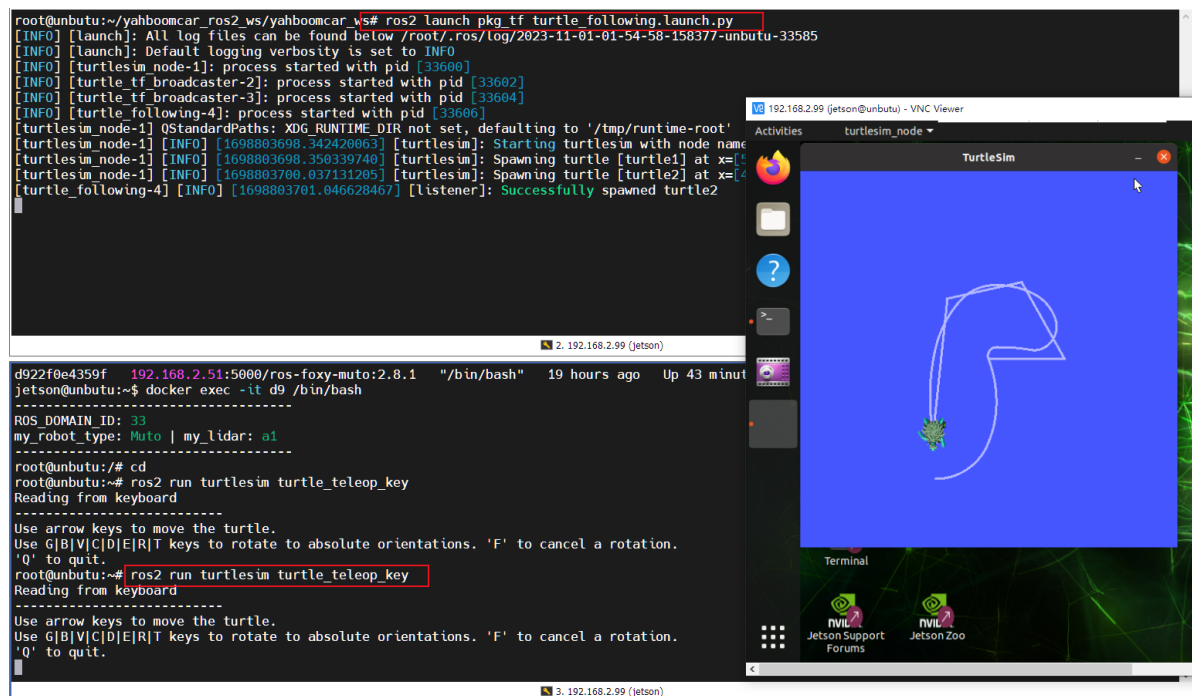 root@unbutu:~/yahboomcar_ros2_ws/yahboomcar_ws# ros2 launch pkg_tf turtle_following.launch.py
[INFO] [launch]: All log files can be found below /root/.ros/log/2023-11-01-01-54-58-158377-unbutu-33585
[INFO] [launch]: Default logging verbosity is set to INFO
[INFO] [turtlesim_node-1]: process started with pid [33600]
[INFO] [turtle_tf_broadcaster-2]: process started with pid [33602]
[INFO] [turtle_tf_broadcaster-3]: process started with pid [33604]
[INFO] [turtle_following-4]: process started with pid [33606]
[turtlesim_node-1] QStandardPaths: XDG_RUNTIME_DIR not set, defaulting to '/tmp/runtime-root'
[turtlesim_node-1] [INFO] [1698803698.342420063] [turtlesim]: Starting turtlesim with node name
[turtlesim_node-1] [INFO] [1698803698.350339740] [turtlesim]: Spawning turtle [turtle1] at x=[5
[turtlesim_node-1] [INFO] [1698803700.037131205] [turtlesim]: Spawning turtle [turtle2] at x=[4
[turtle_following-4] [INFO] [1698803701.046628467] [listener]: Successfully spawned turtle2
2. 192.168.2.99 (jetson)
d922f0e4359f 192.168.2.51:5000/ros-foxy-muto:2.8.1 "/bin/bash" 19 hours ago Up 43 minut
jetson@unbutu:~$ docker exec -it d9 /bin/bash
----------------------------------
ROS_DOMAIN_ID: 33
my_robot_type: Muto | my_lidar: a1
----------------------------------
root@unbutu:/# cd
root@unbutu:~# ros2 run turtlesim turtle_teleop_key
Reading from keyboard
---------------------------
Use arrow keys to move the turtle.
Use G|B|V|C|D|E|R|T keys to rotate to absolute orientations. 'F' to cancel a rotation.
'Q' to quit.
root@unbutu:~# ros2 run turtlesim turtle_teleop_key
Reading from keyboard
---------------------------
Use arrow keys to move the turtle.
Use G|B|V|C|D|E|R|T keys to rotate to absolute orientations. 'F' to cancel a rotation.
'Q' to quit.
3. 192.168.2.99 (jetson)
192.168.2.99 (jetson@unbutu) - VNC Viewer
Activities turtlesim_node
TurtleSim
Terminal
Jetson Support Forums
Jetson Zoo